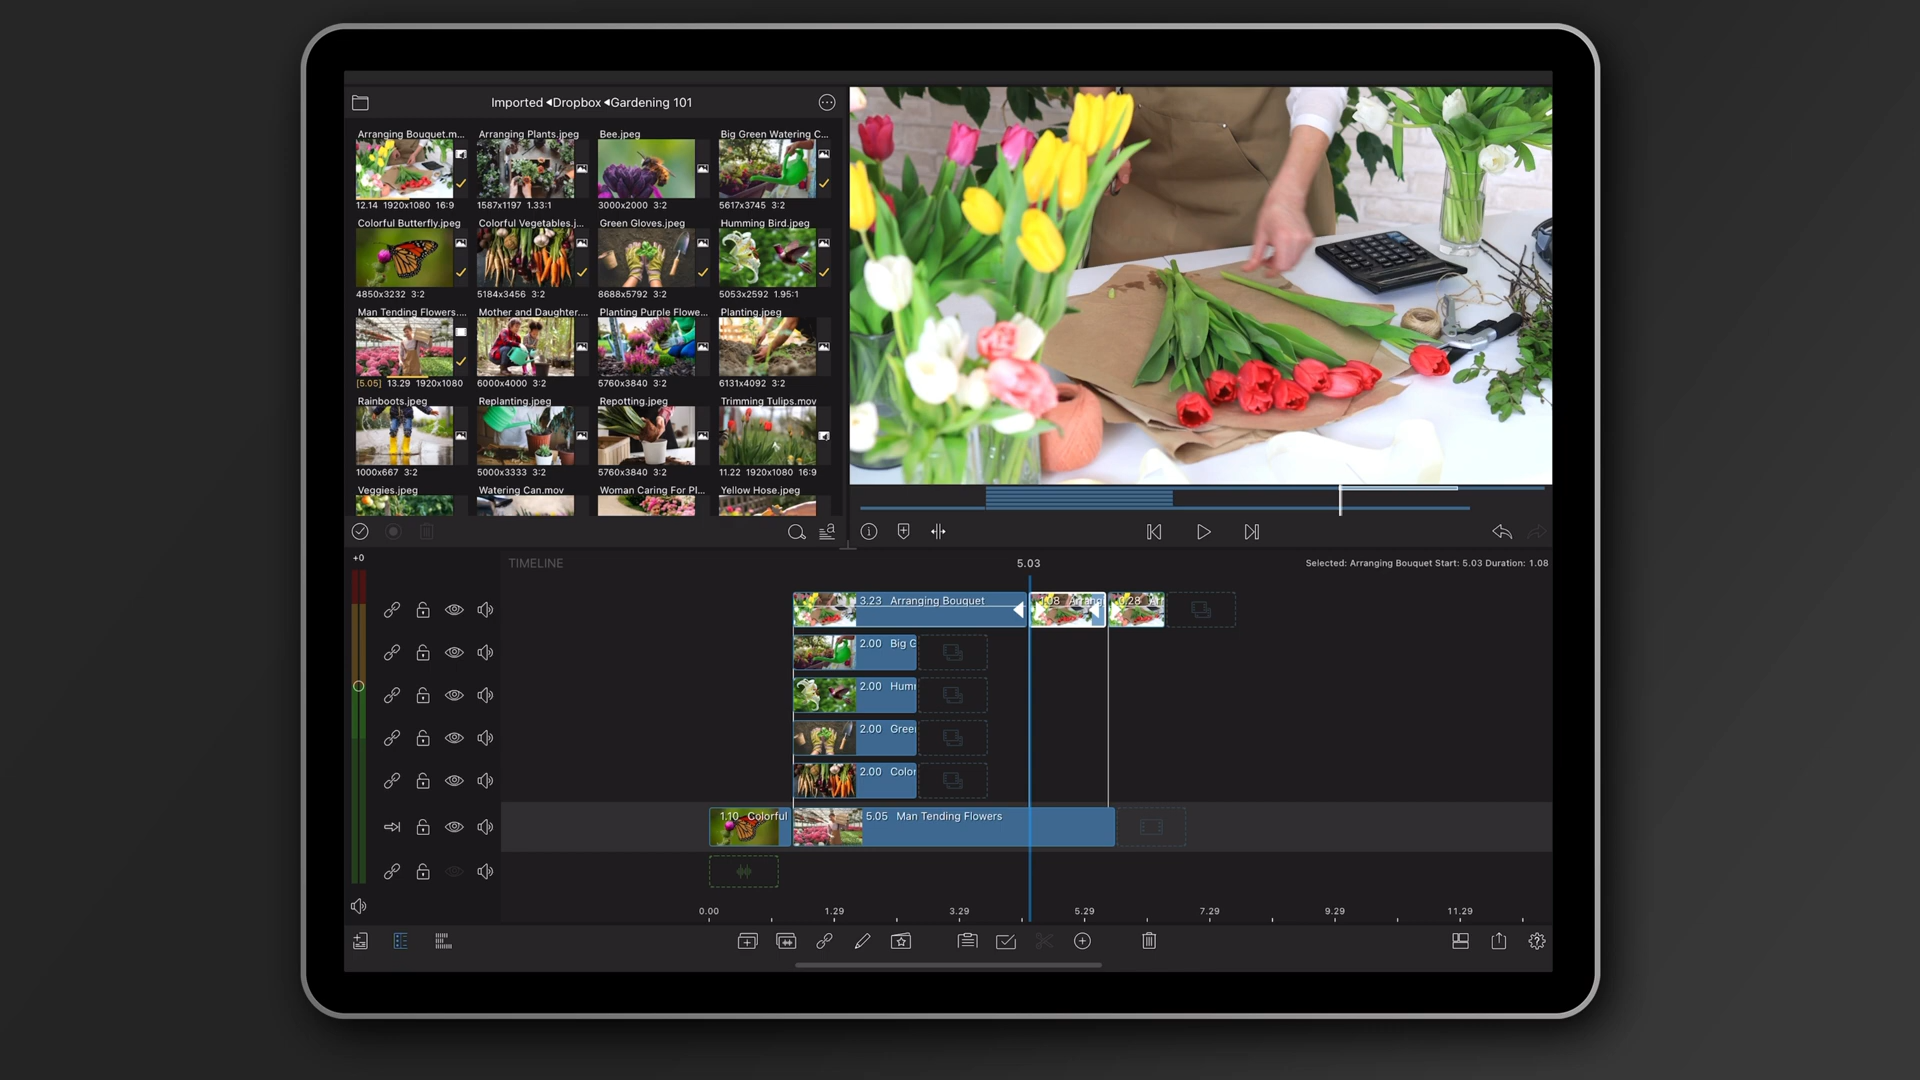 Imported ◀Dropbox ◀Gardening 101
Arranging Bouquet.m... Arranging Plants.jpeg Bee.jpeg Big Green Watering C...
12.14 1920x1080 16:9 1587x1197 1.33:1 3000x2000 3:2 5617x3745 3:2
Colorful Butterfly.jpeg Colorful Vegetables.j... Green Gloves.jpeg Humming Bird.jpeg
4850x3232 3:2 5184x3456 3:2 8688x5792 3:2 5053x2592 1.95:1
Man Tending Flowers.... Mother and Daughter.... Planting Purple Flowe... Planting.jpeg
[5.05] 13.29 1920x1080 6000x4000 3:2 5760x3840 3:2 6131x4092 3:2
Rainboots.jpeg Replanting.jpeg Repotting.jpeg Trimming Tulips.mov
1000x667 3:2 5000x3333 3:2 5760x3840 3:2 11.22 1920x1080 16:9
Veggies.jpeg Watering Can.mov Woman Caring For Pl... Yellow Hose.jpeg
+0
TIMELINE 5.03 Selected: Arranging Bouquet Start: 5.03 Duration: 1.08
3.23 Arranging Bouquet 1.08 Arrang 0.28 Arr
2.00 Big G
2.00 Hum
2.00 Gree
2.00 Color
1.10 Colorful 5.05 Man Tending Flowers
0.00 1.29 3.29 5.29 7.29 9.29 11.29